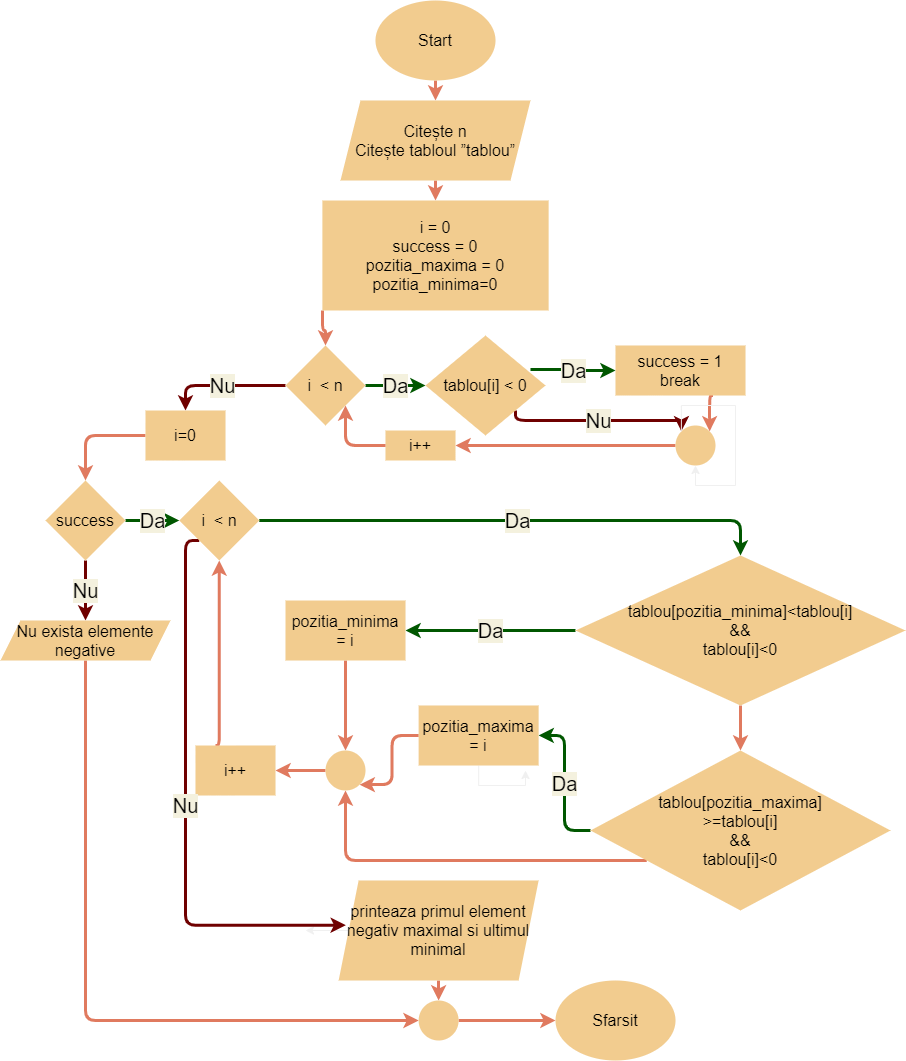 Start
Citește n
Citește tabloul ”tablou”
i = 0
success = 0
pozitia_maxima = 0
pozitia_minima=0
i < n
Da
tablou[i] < 0
Da
success = 1
break
Nu
Nu
i++
i=0
success
Da
i < n
Da
Nu
Nu exista elemente
negative
tablou[pozitia_minima]<tablou[i]
&&
tablou[i]<0
Da
pozitia_minima
= i
pozitia_maxima
= i
Da
tablou[pozitia_maxima]
>=tablou[i]
&&
tablou[i]<0
i++
Nu
printeaza primul element
negativ maximal si ultimul
minimal
Sfarsit